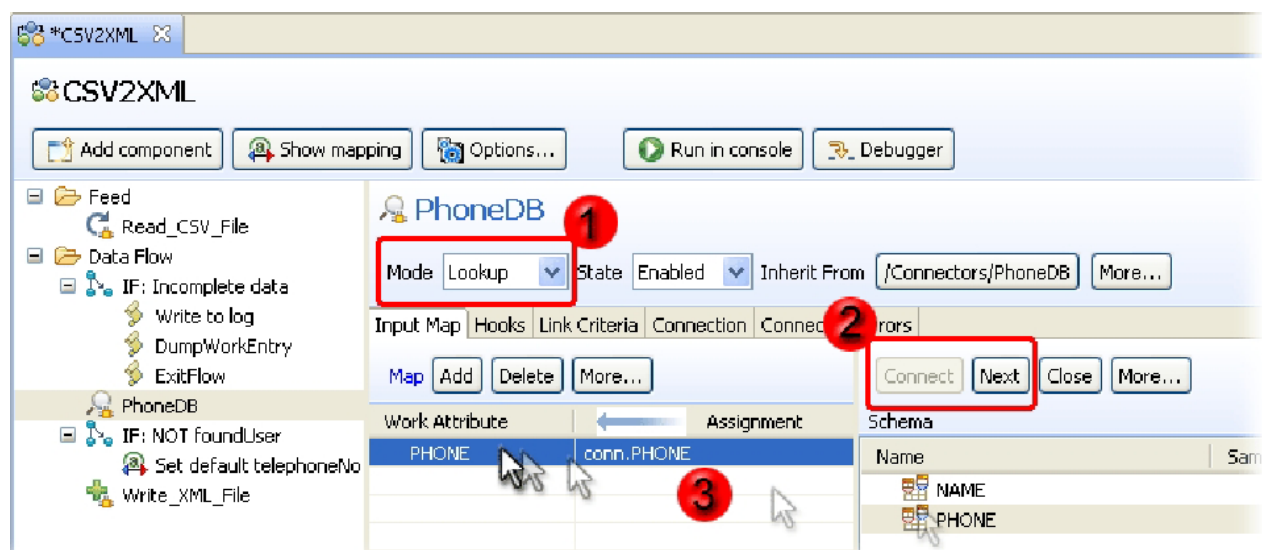 *CSV2XML
CSV2XML
Add component Show mapping Options... Run in console Debugger
Feed
Read_CSV_File
Data Flow
IF: Incomplete data
Write to log
DumpWorkEntry
ExitFlow
PhoneDB
IF: NOT foundUser
Set default telephoneNo
Write_XML_File
PhoneDB
1
Mode Lookup State Enabled Inherit From /Connectors/PhoneDB More...
2
Input Map Hooks Link Criteria Connection
Map Add Delete More...
Connect Next Close More...
Work Attribute Assignment
PHONE conn.PHONE
3
Schema
Name
NAME
PHONE